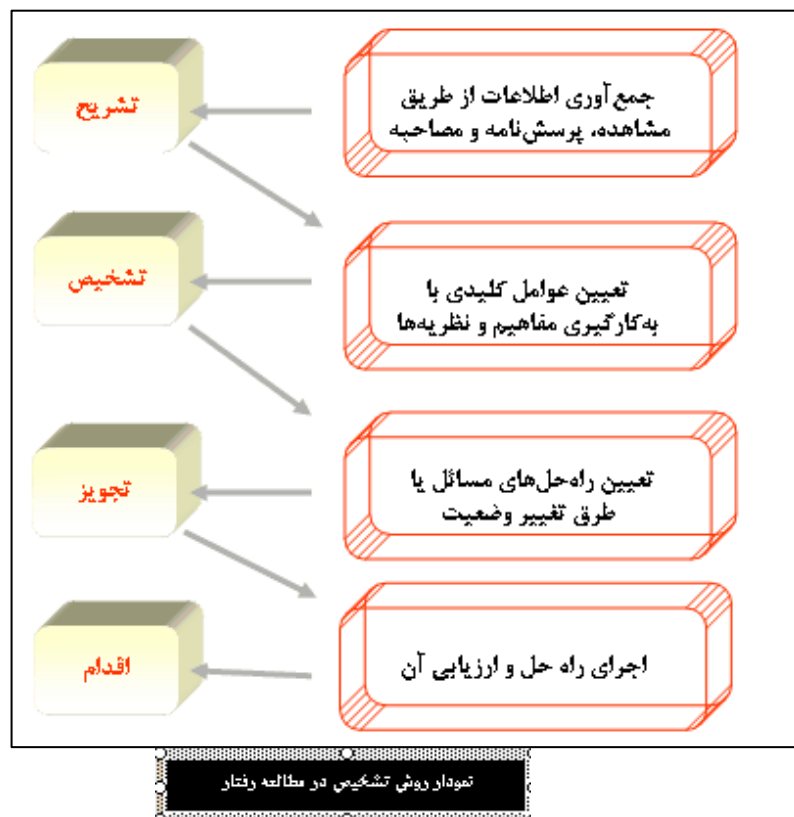 تشریح
جمع‌آوری اطلاعات از طریق
مشاهده، پرسش‌نامه و مصاحبه
تشخیص
تعیین عوامل کلیدی با
به‌کارگیری مفاهیم و نظریه‌ها
تجویز
تعیین راه‌حل‌های مسائل یا
طرق تغییر وضعیت
اقدام
اجرای راه حل و ارزیابی آن
نمودار روش تشخیص در مطالعه رفتار